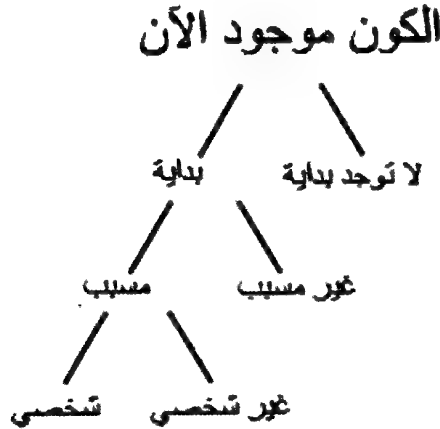 الكون موجود الآن
لا توجد بداية
بداية
غير مسبب
مسبب
غير شخصي
شخصي